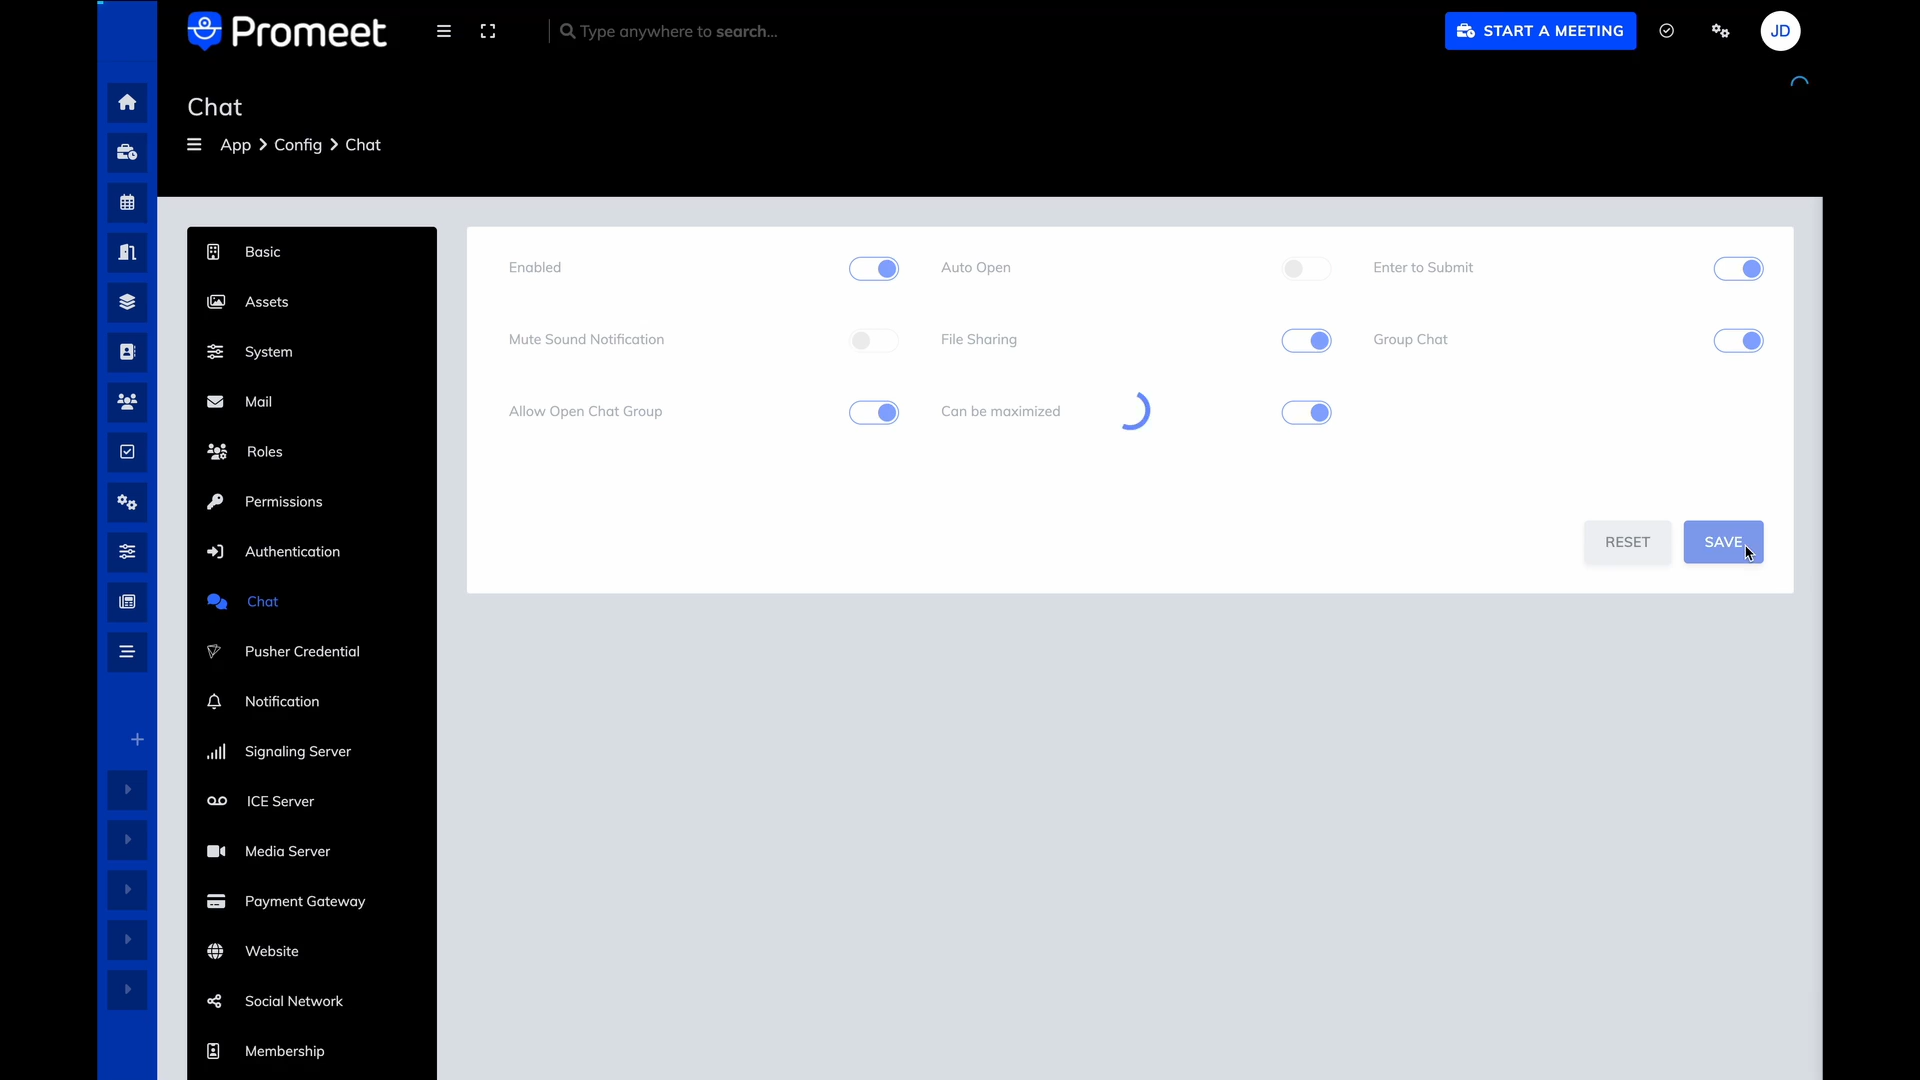 Promeet
Type anywhere to search...
START A MEETING
JD
Chat
App > Config > Chat
Basic
Assets
System
Mail
Roles
Permissions
Authentication
Chat
Pusher Credential
Notification
Signaling Server
ICE Server
Media Server
Payment Gateway
Website
Social Network
Membership
Enabled
Auto Open
Enter to Submit
Mute Sound Notification
File Sharing
Group Chat
Allow Open Chat Group
Can be maximized
RESET
SAVE